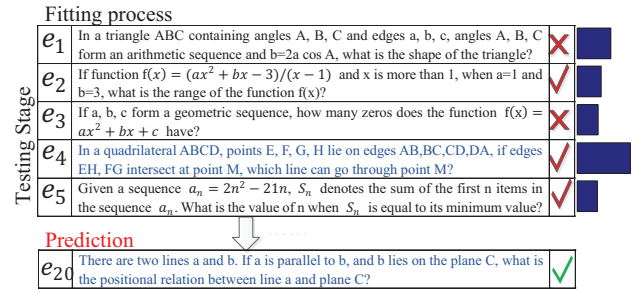 Fitting process
Testing Stage
e1 In a triangle ABC containing angles A, B, C and edges a, b, c, angles A, B, C
form an arithmetic sequence and b=2a cos A, what is the shape of the triangle?
e2 If function f(x) = (ax² + bx − 3)/(x − 1) and x is more than 1, when a=1 and
b=3, what is the range of the function f(x)?
e3 If a, b, c form a geometric sequence, how many zeros does the function f(x) =
ax² + bx + c have?
e4 In a quadrilateral ABCD, points E, F, G, H lie on edges AB,BC,CD,DA, if edges
EH, FG intersect at point M, which line can go through point M?
e5 Given a sequence aₙ = 2n² − 21n, Sₙ denotes the sum of the first n items in
the sequence aₙ. What is the value of n when Sₙ is equal to its minimum value?
......
Prediction
e20 There are two lines a and b. If a is parallel to b, and b lies on the plane C, what is
the positional relation between line a and plane C?